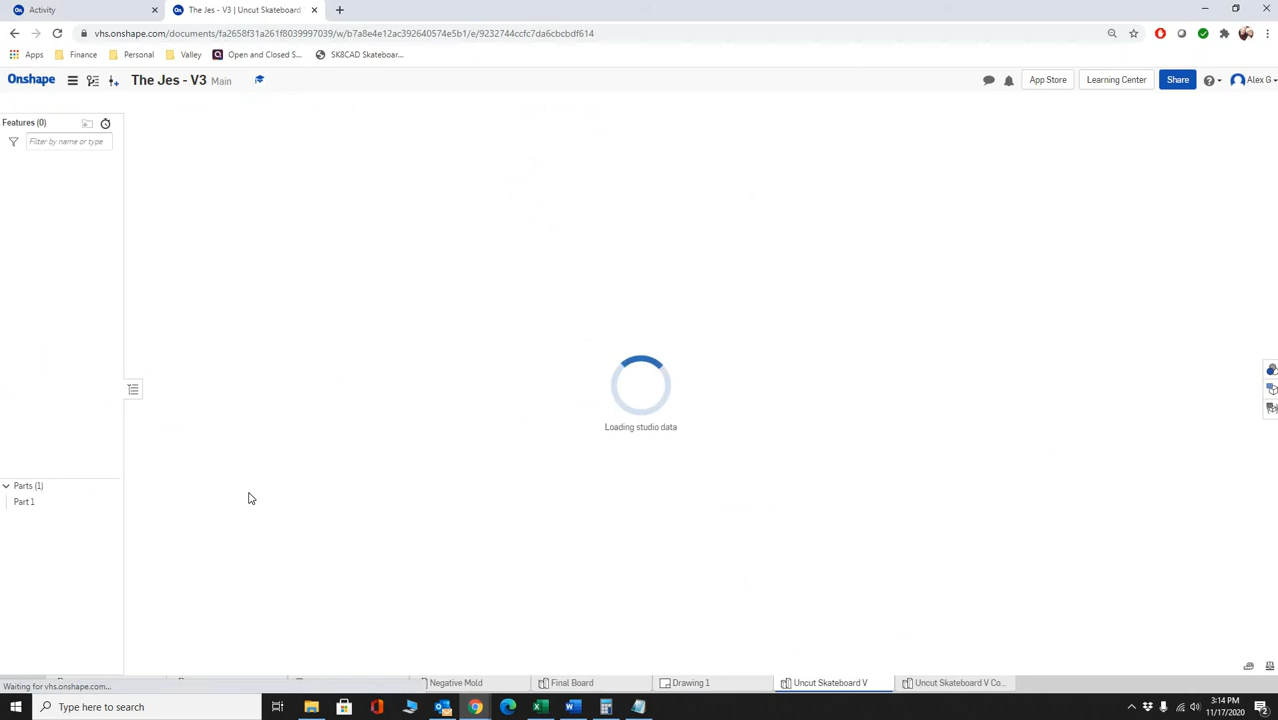 Activity
The Jes - V3 | Uncut Skateboard
vhs.onshape.com/documents/fa2658f31a261f8039997039/w/b7a8e4e12ac392640574e5b1/e/9232744ccfc7da6cbcbdf614
Apps Finance Personal Valley Open and Closed S... SK8CAD Skateboar...
Onshape The Jes - V3 Main App Store Learning Center Share Alex G
Features (0)
Filter by name or type
Loading studio data
Parts (1)
Part 1
Waiting for vhs.onshape.com...
Negative Mold Final Board Drawing 1 Uncut Skateboard V Uncut Skateboard V Co...
Type here to search
3:14 PM
11/17/2020
2